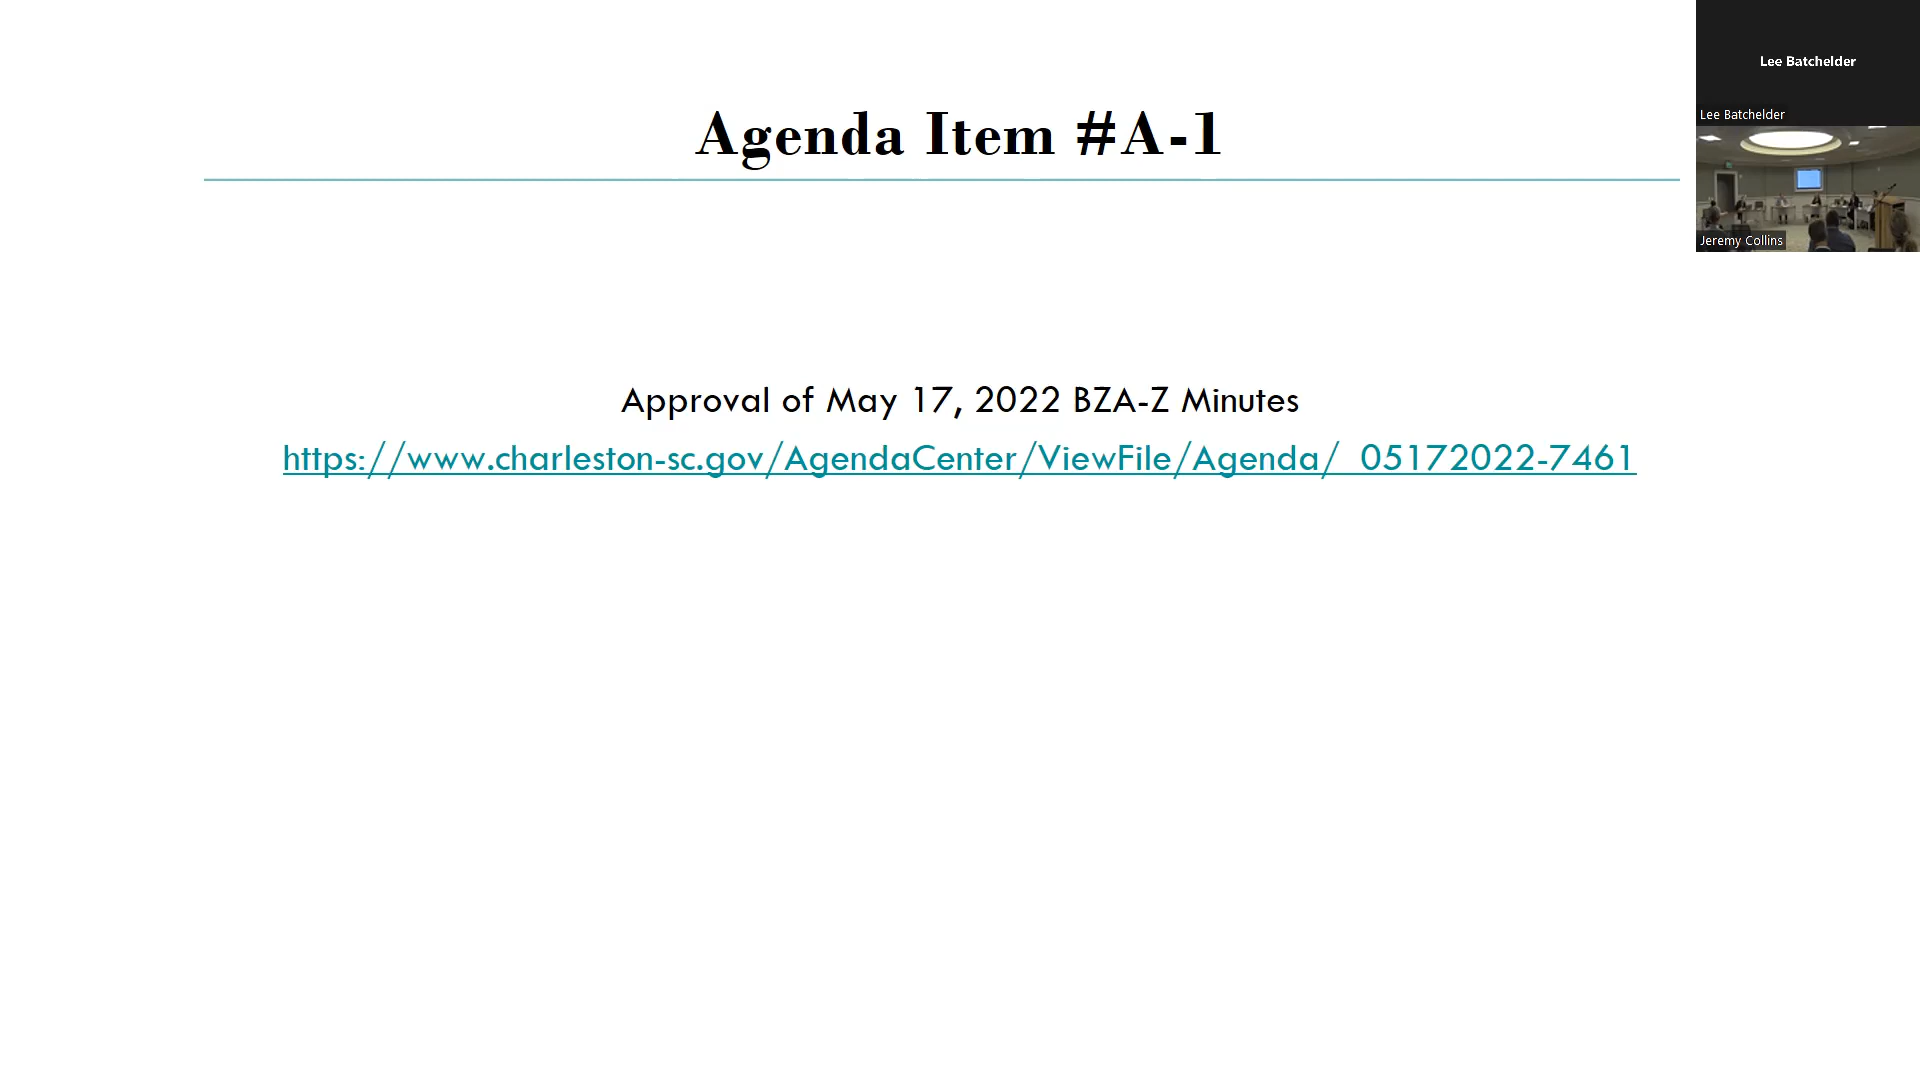 Agenda Item #A-1
Approval of May 17, 2022 BZA-Z Minutes
https://www.charleston-sc.gov/AgendaCenter/ViewFile/Agenda/_05172022-7461
Lee Batchelder
Lee Batchelder
Jeremy Collins